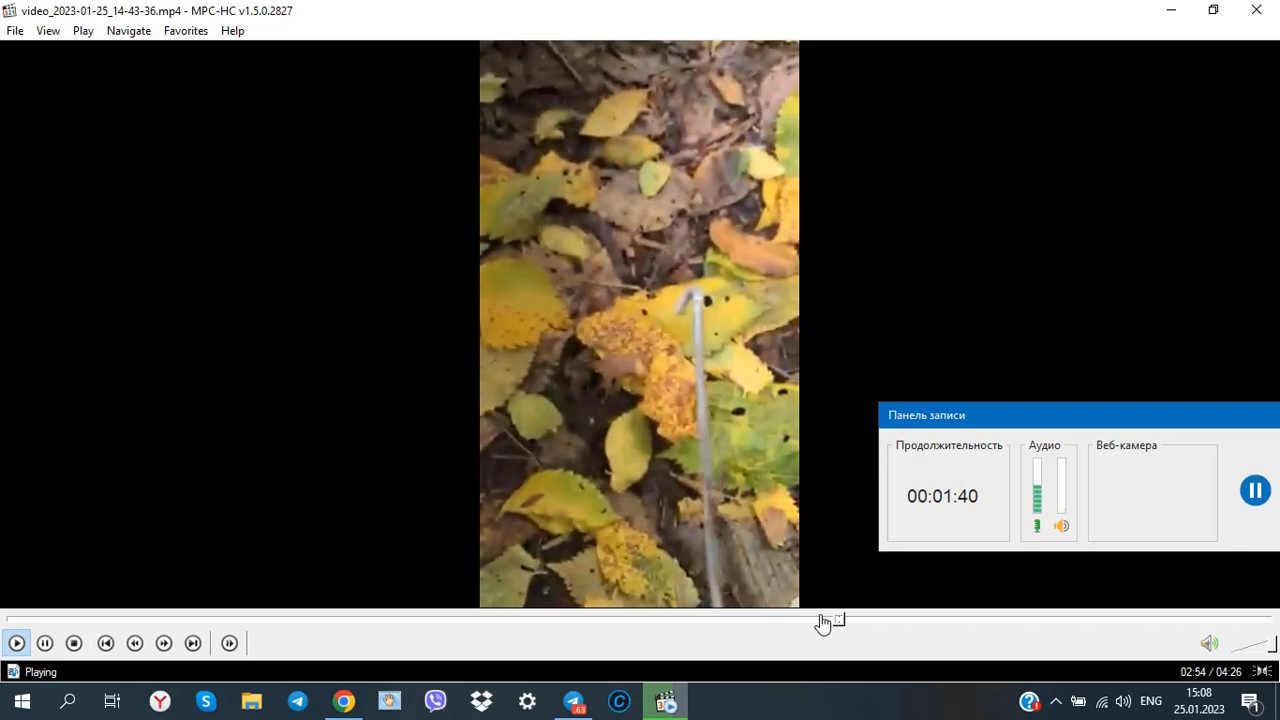 video_2023-01-25_14-43-36.mp4 - MPC-HC v1.5.0.2827
File View Play Navigate Favorites Help
Панель записи
Продолжительность Аудио Веб-камера
00:01:40
Playing 02:54 / 04:26
63 ENG 15:08
25.01.2023